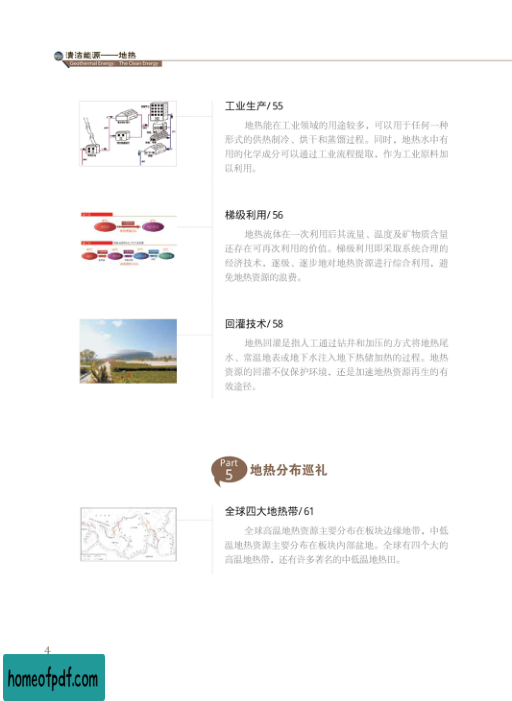 清洁能源——地热
Geothermal Energy The Clean Energy
工业生产/ 55
地热能在工业领域的用途较多，可以用于任何一种
形式的供热制冷、烘干和蒸馏过程。同时，地热水中有
用的化学成分可以通过工业流程提取，作为工业原料加
以利用。
梯级利用/ 56
地热流体在一次利用后其流量、温度及矿物质含量
还存在可再次利用的价值。梯级利用即采取系统合理的
经济技术，逐级、逐步地对地热资源进行综合利用，避
免地热资源的浪费。
回灌技术/ 58
地热回灌是指人工通过钻井和加压的方式将地热尾
水、常温地表或地下水注入地下热储加热的过程。地热
资源的回灌不仅保护环境，还是加速地热资源再生的有
效途径。
Part
5
地热分布巡礼
全球四大地热带/ 61
全球高温地热资源主要分布在板块边缘地带，中低
温地热资源主要分布在板块内部盆地。全球有四个大的
高温地热带，还有许多著名的中低温地热田。
4
homeofpdf.com